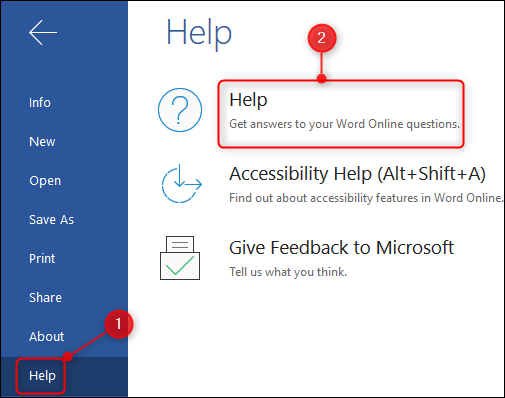 Help
2
Help
Get answers to your Word Online questions.
Accessibility Help (Alt+Shift+A)
Find out about accessibility features in Word Online.
Give Feedback to Microsoft
Tell us what you think.
Info
New
Open
Save As
Print
Share
About
1
Help